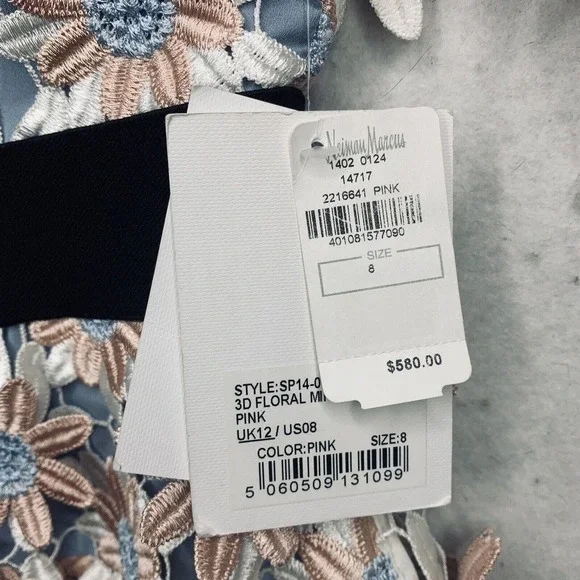 Neiman Marcus
1402 0124
14717
2216641 PINK
401081577090
SIZE
8
$580.00
STYLE:SP14-0
3D FLORAL MI
PINK
UK12 / US08
COLOR:PINK SIZE:8
5 060509 131099